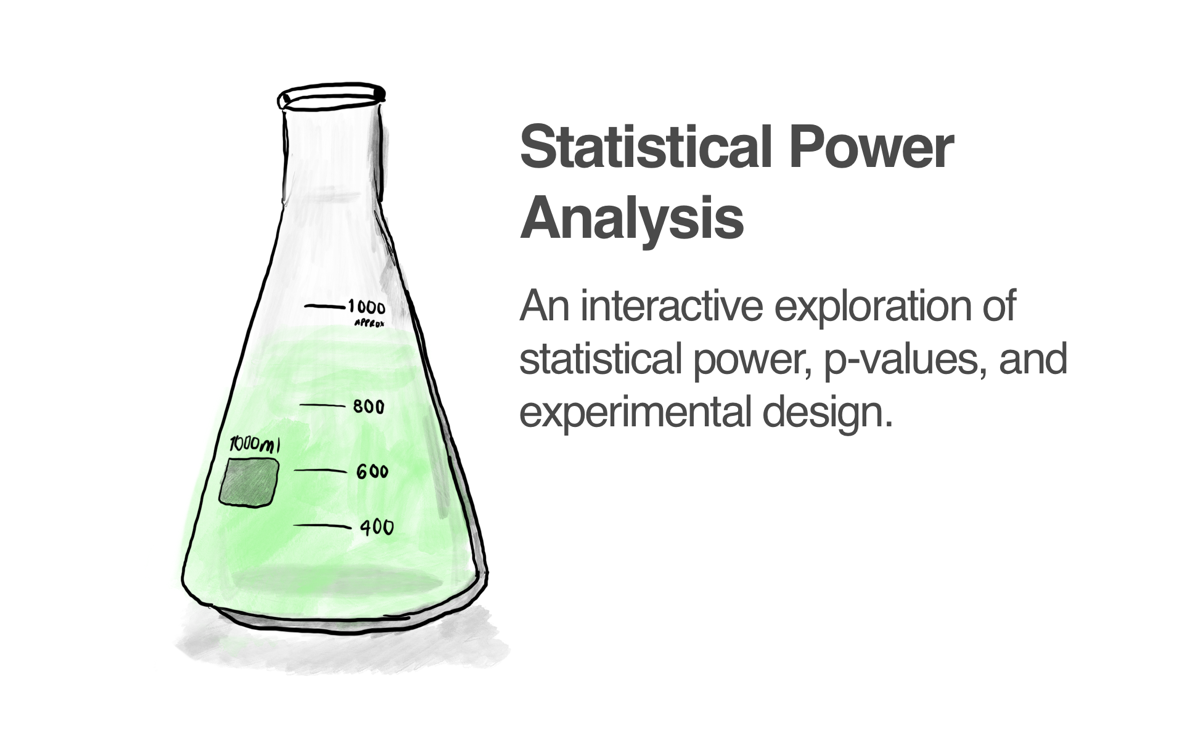 Statistical Power
Analysis
An interactive exploration of
statistical power, p-values, and
experimental design.
1000
APPROX
800
1000ml
600
400